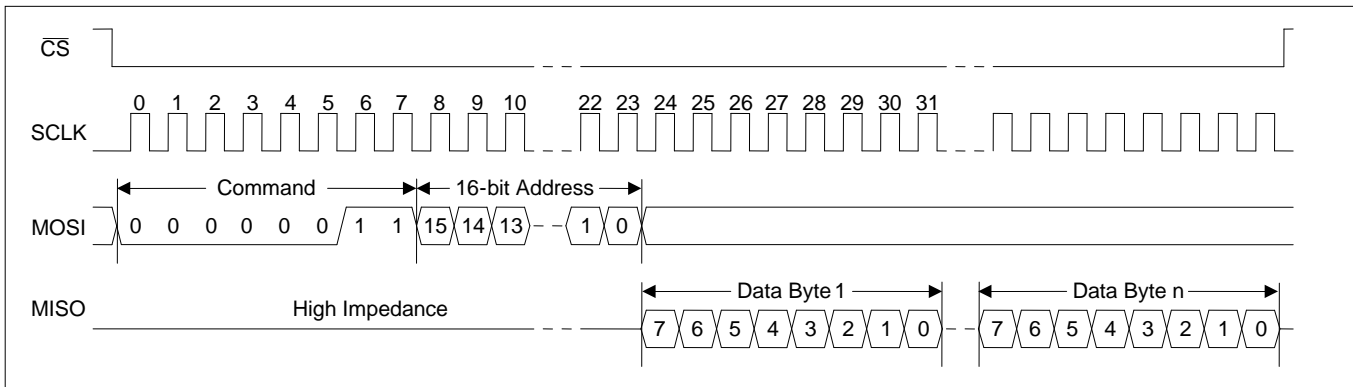 CS
0 1 2 3 4 5 6 7 8 9 10 22 23 24 25 26 27 28 29 30 31
SCLK
Command 16-bit Address
MOSI 0 0 0 0 0 0 1 1 15 14 13 1 0
Data Byte 1 Data Byte n
MISO High Impedance
7 6 5 4 3 2 1 0 7 6 5 4 3 2 1 0